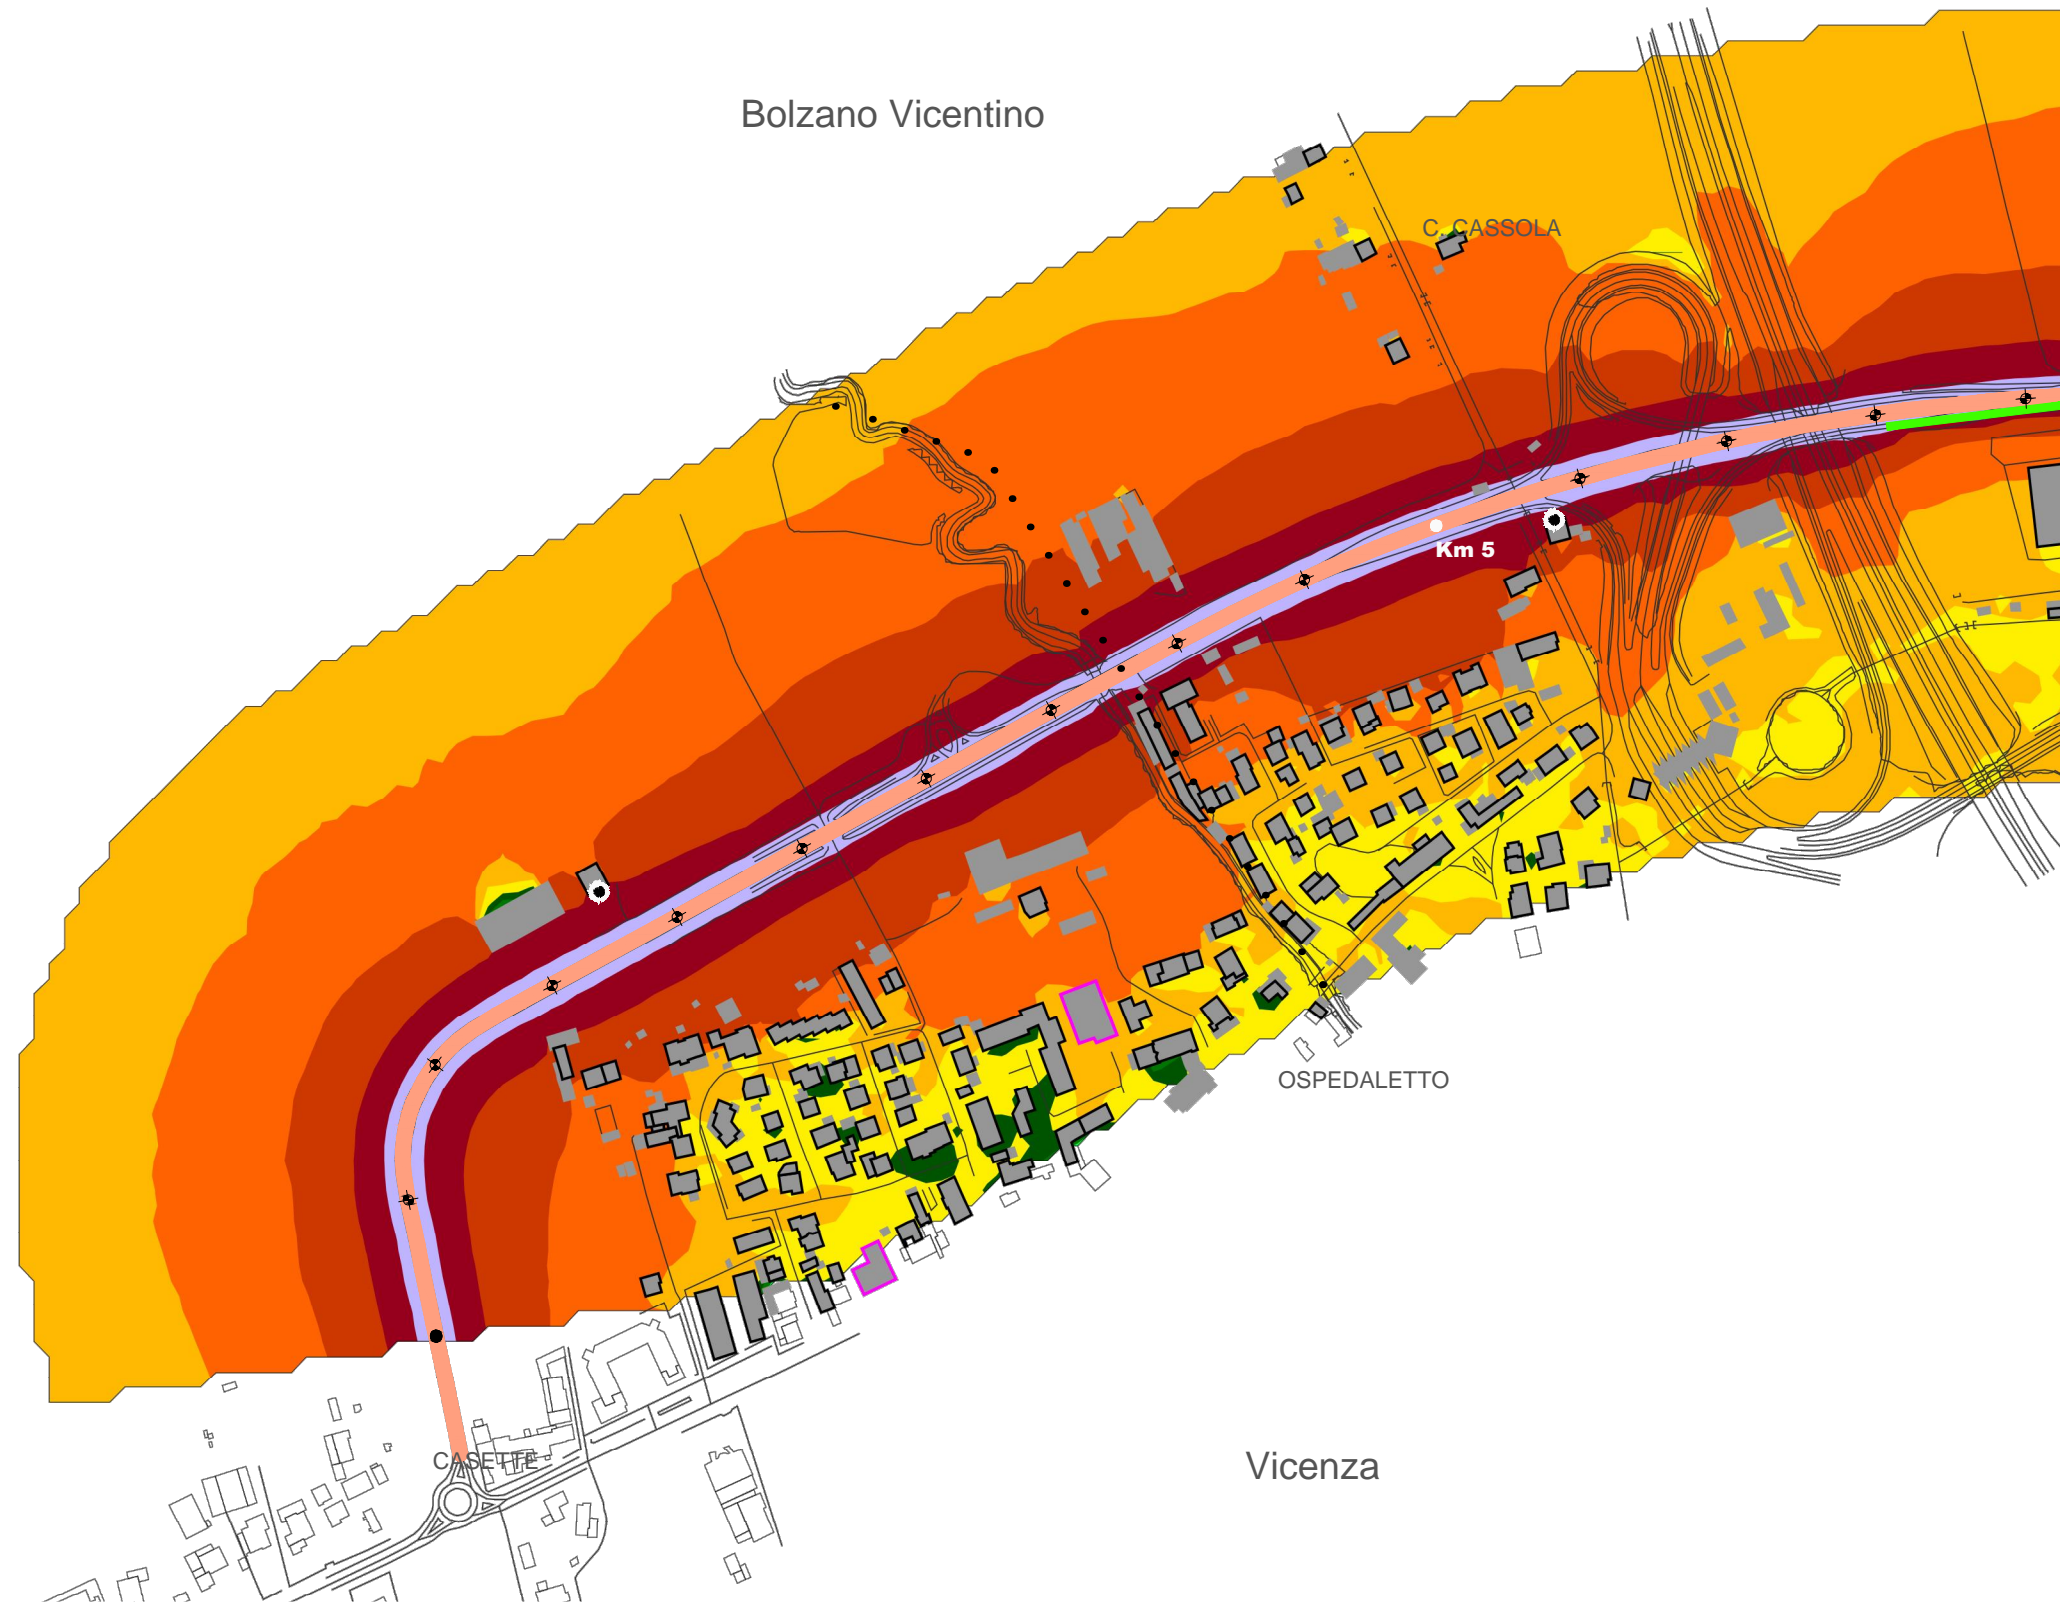 Bolzano Vicentino
C. CASSOLA
Km 5
OSPEDALETTO
CASETTE
Vicenza